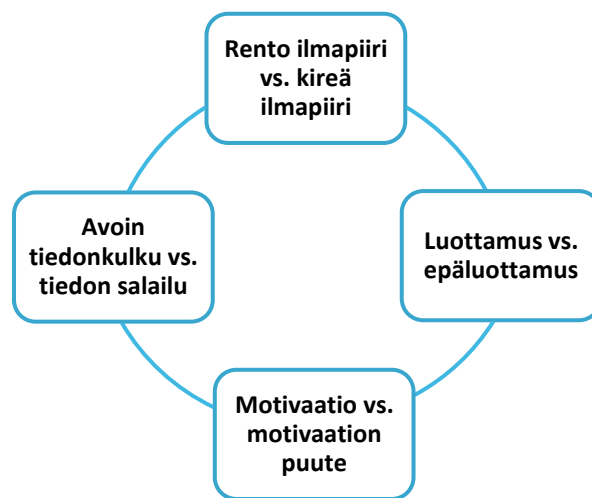 Rento ilmapiiri
vs. kireä
ilmapiiri
Avoin
tiedonkulku vs.
tiedon salailu
Luottamus vs.
epäluottamus
Motivaatio vs.
motivaation
puute